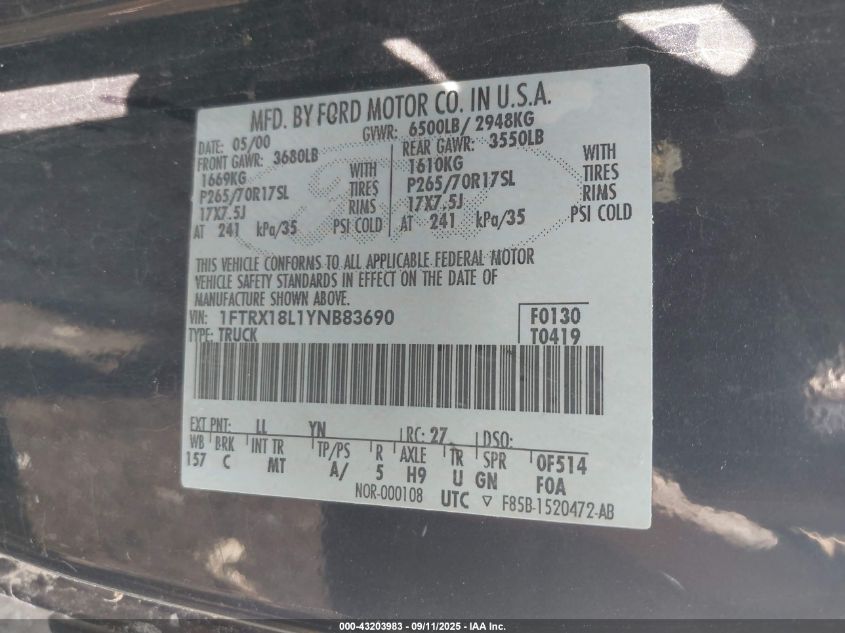 MFD. BY FORD MOTOR CO. IN U.S.A.
DATE: 05/00 GVWR: 6500LB/ 2948KG
FRONT GAWR: 3680LB REAR GAWR: 3550LB
1669KG WITH 1610KG WITH
P265/70R17SL TIRES P265/70R17SL TIRES
17X7.5J RIMS 17X7.5J RIMS
AT 241 kPa/35 PSI COLD AT 241 kPa/35 PSI COLD
THIS VEHICLE CONFORMS TO ALL APPLICABLE FEDERAL MOTOR
VEHICLE SAFETY STANDARDS IN EFFECT ON THE DATE OF
MANUFACTURE SHOWN ABOVE.
VIN: 1FTRX18L1YNB83690 F0130
TYPE: TRUCK T0419
EXT PNT: LL YN RC: 27 DSO:
WB BRK INT TR TP/PS R AXLE TR SPR 0F514
157 C MT A/ 5 H9 U GN F0A
NOR-000108 UTC ▽ F85B-1520472-AB
000-43203983 - 09/11/2025 - IAA Inc.